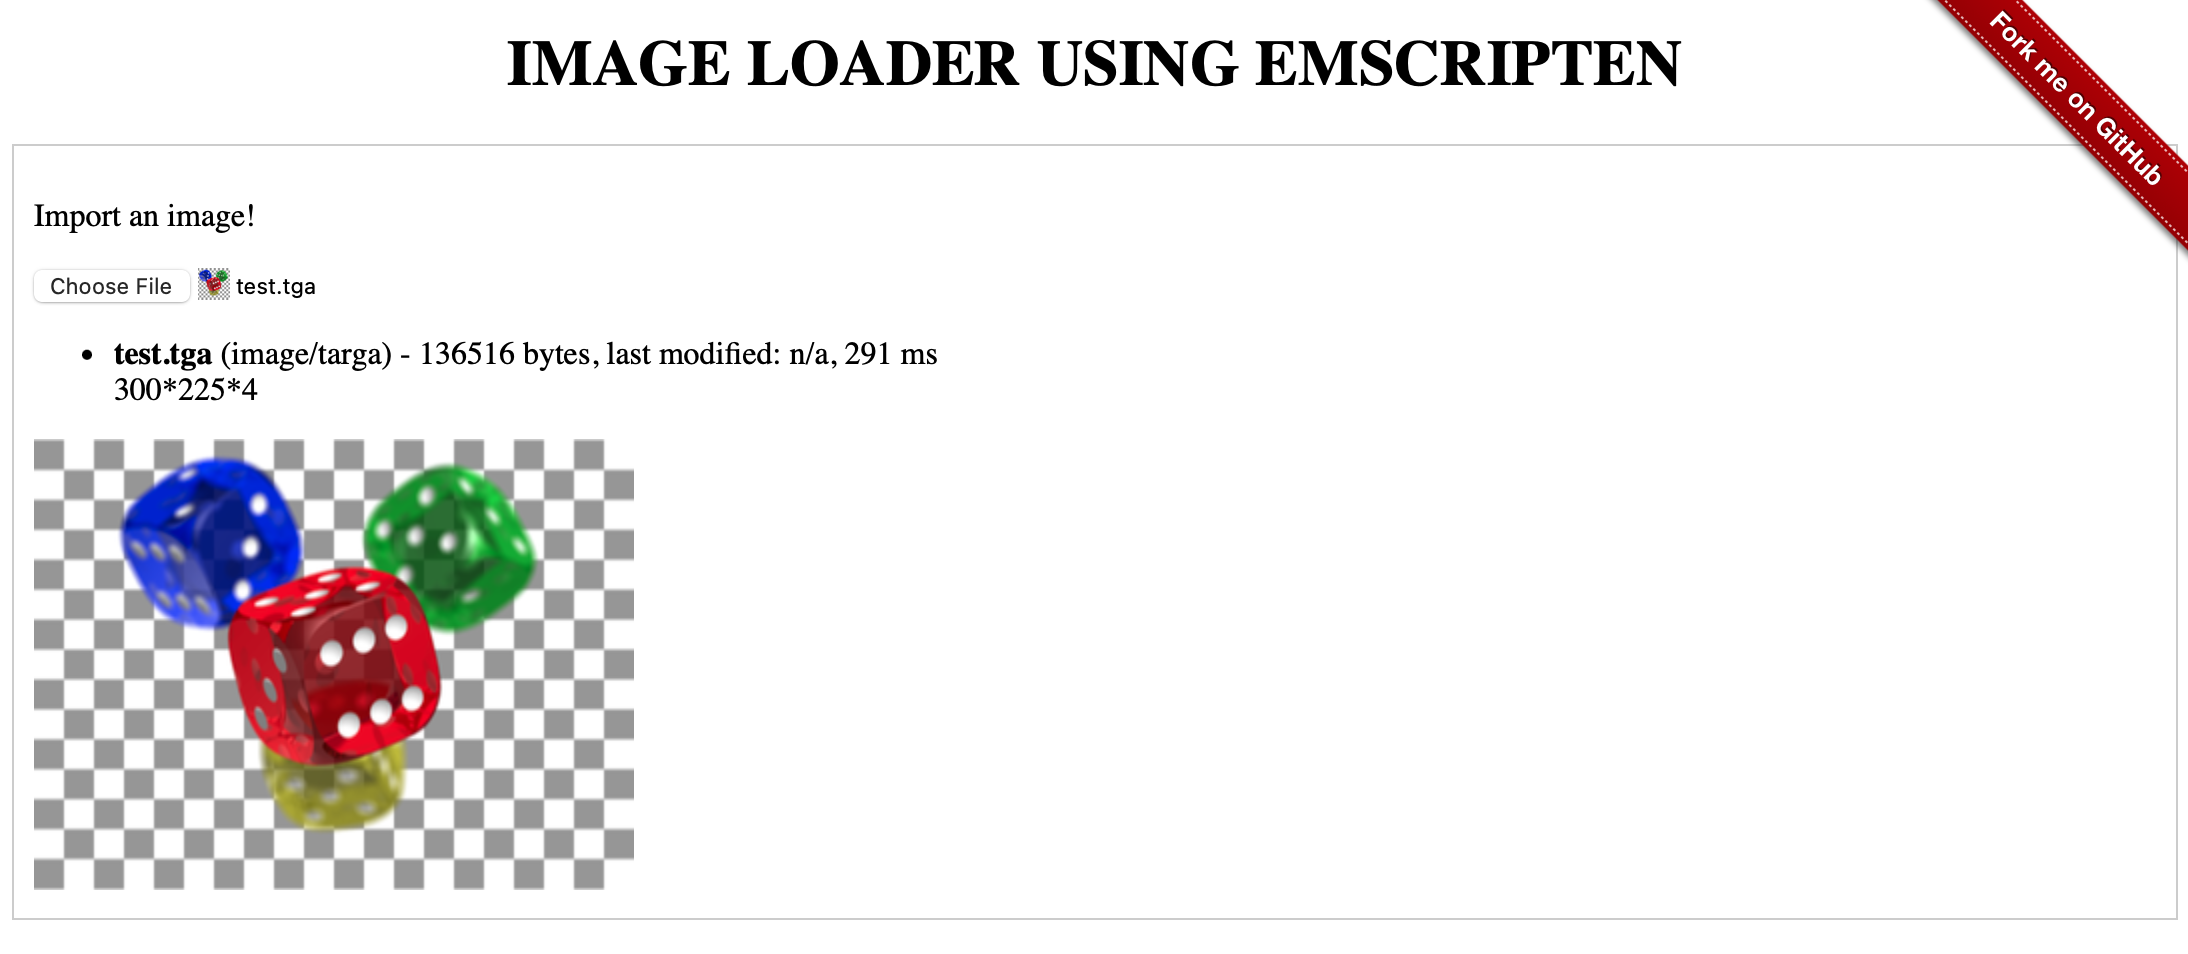 IMAGE LOADER USING EMSCRIPTEN
Fork me on GitHub
Import an image!
Choose File test.tga
test.tga (image/targa) - 136516 bytes, last modified: n/a, 291 ms
300*225*4